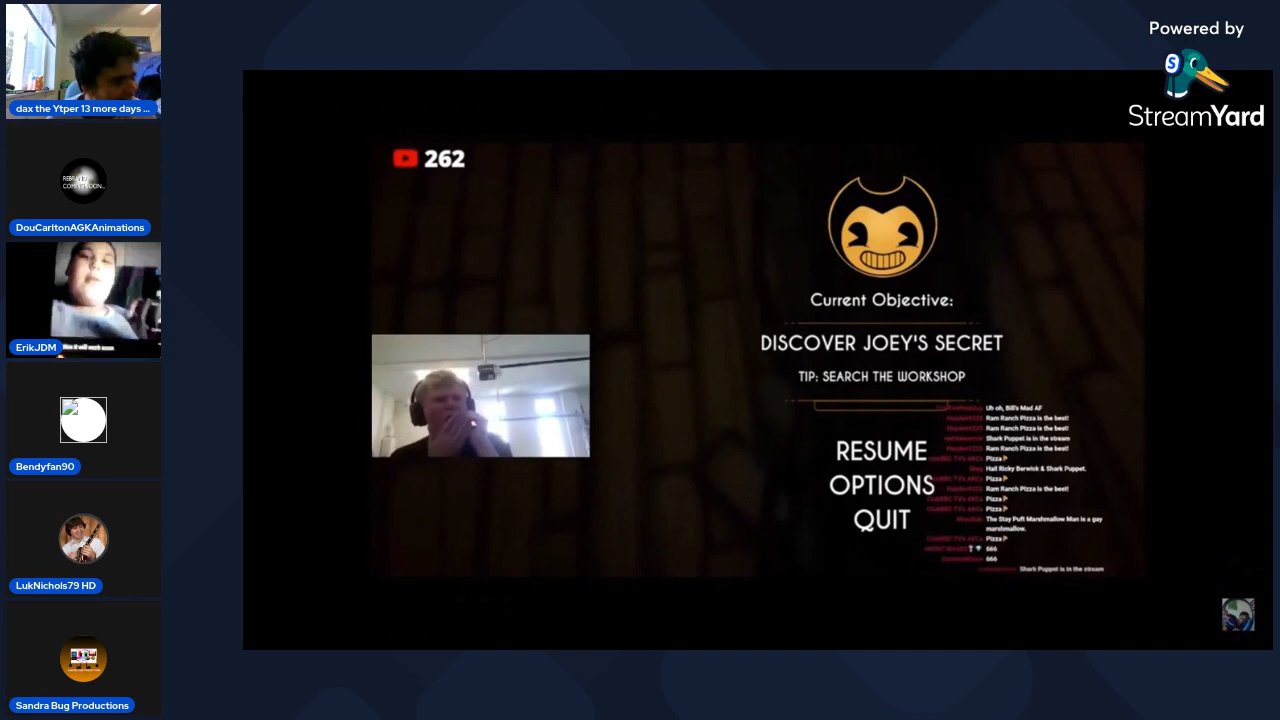 Powered by
StreamYard
dax the Ytper 13 more days ...
DouCarltonAGKAnimations
ErikJDM
Bendyfan90
LukNichols79 HD
Sandra Bug Productions
262
Current Objective:
DISCOVER JOEY'S SECRET
TIP: SEARCH THE WORKSHOP
RESUME
OPTIONS
QUIT
Uh oh, Bill's Mad AF
Ram Ranch Pizza is the best!
Ram Ranch Pizza is the best!
Shark Puppet is in the stream
Ram Ranch Pizza is the best!
Pizza
Hail Ricky Berwick & Shark Puppet.
Pizza
Ram Ranch Pizza is the best!
Pizza
Pizza
The Stay Puft Marshmallow Man is a gay
marshmallow.
Pizza
666
666
Shark Puppet is in the stream